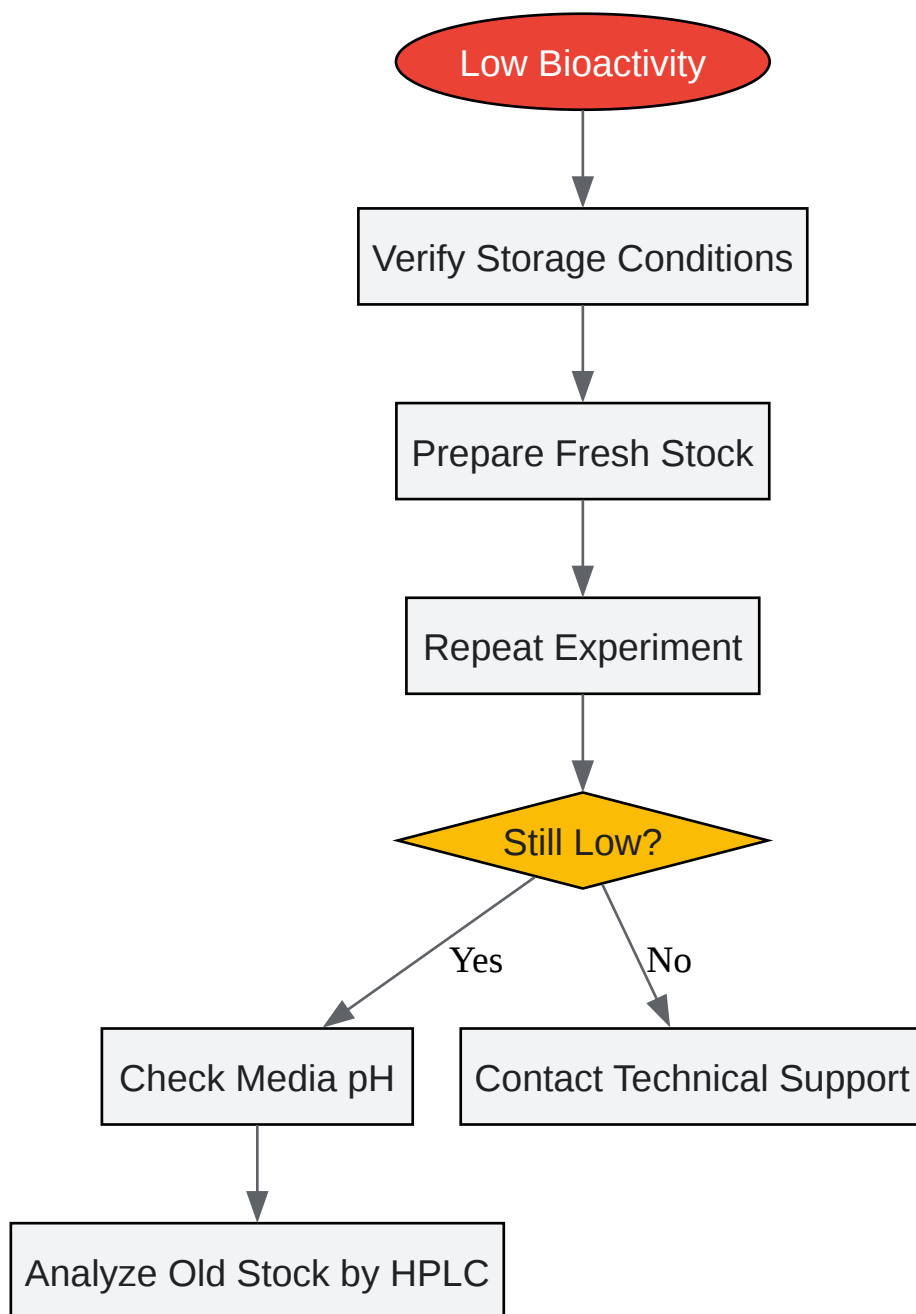 Low Bioactivity
Verify Storage Conditions
Prepare Fresh Stock
Repeat Experiment
Still Low?
Yes
No
Check Media pH
Contact Technical Support
Analyze Old Stock by HPLC